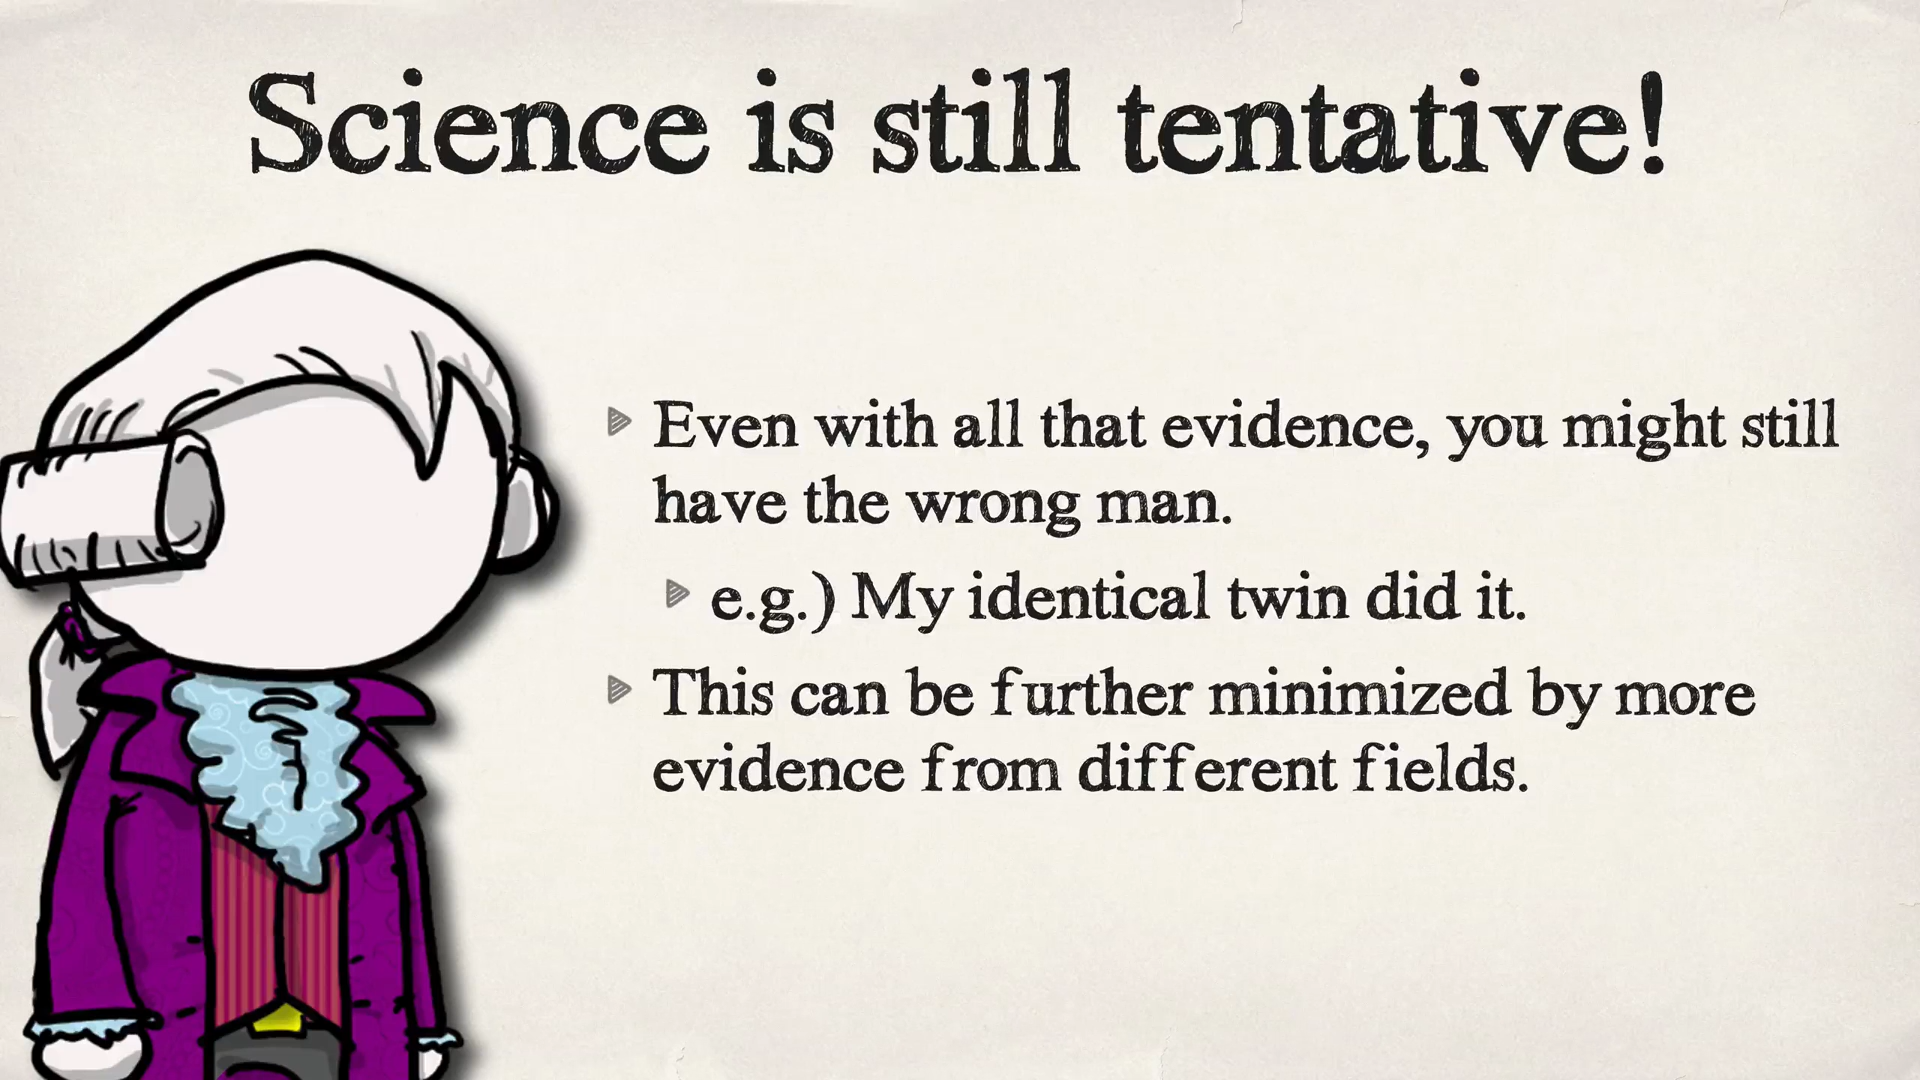 Science is still tentative!
Even with all that evidence, you might still
have the wrong man.
e.g.) My identical twin did it.
This can be further minimized by more
evidence from different fields.